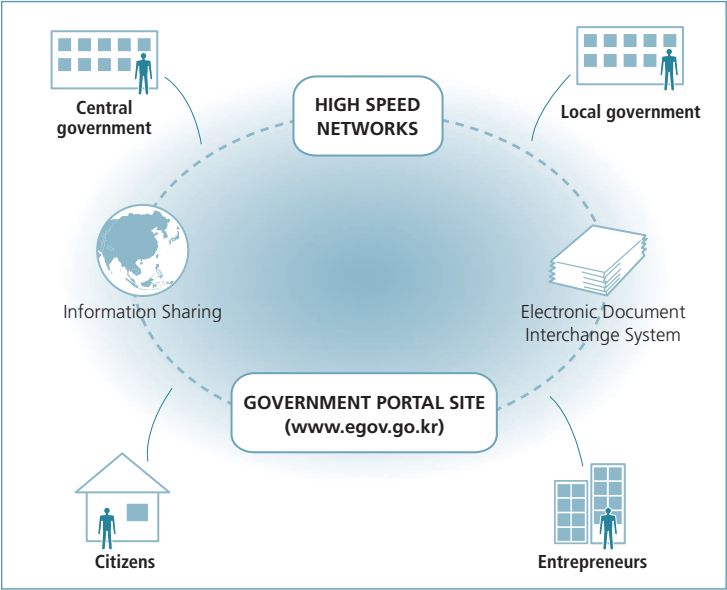 Central
government
HIGH SPEED
NETWORKS
Local government
Information Sharing
Electronic Document
Interchange System
GOVERNMENT PORTAL SITE
(www.egov.go.kr)
Citizens
Entrepreneurs